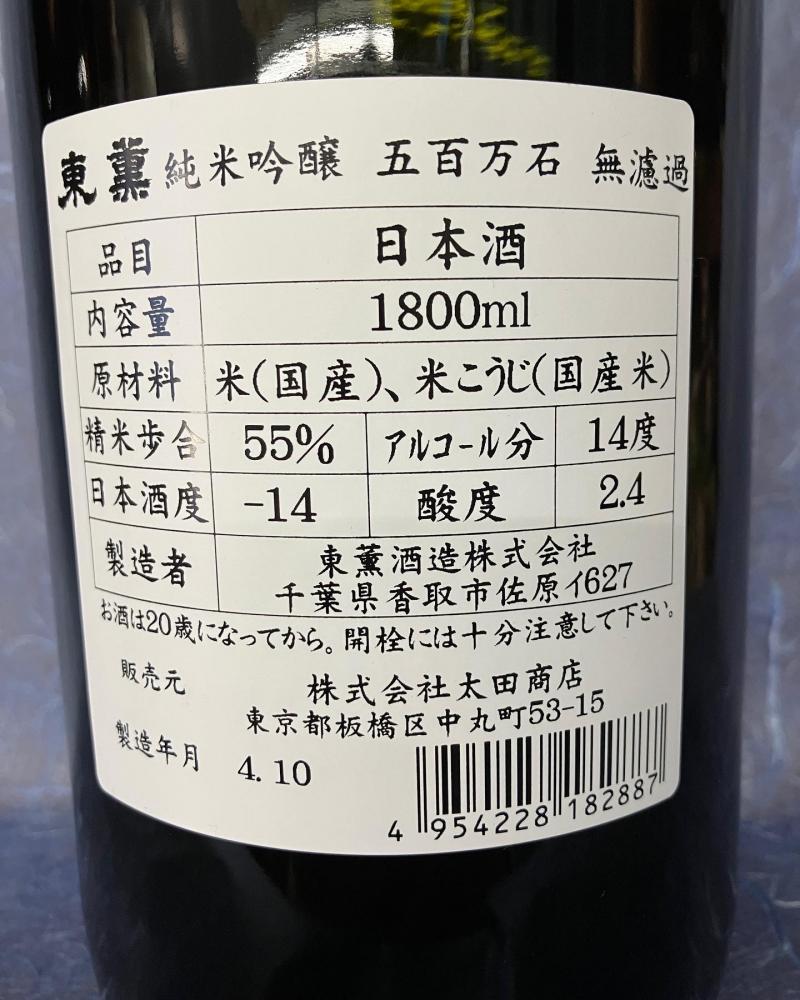 東薫 純米吟醸 五百万石 無濾過
品目 日本酒
内容量 1800ml
原材料 米(国産)、米こうじ(国産米)
精米歩合 55% アルコール分 14度
日本酒度 -14 酸度 2.4
製造者 東薫酒造株式会社
千葉県香取市佐原イ627
お酒は20歳になってから。開栓には十分注意して下さい。
販売元 株式会社太田商店
東京都板橋区中丸町53-15
製造年月 4.10
4 954228 182887